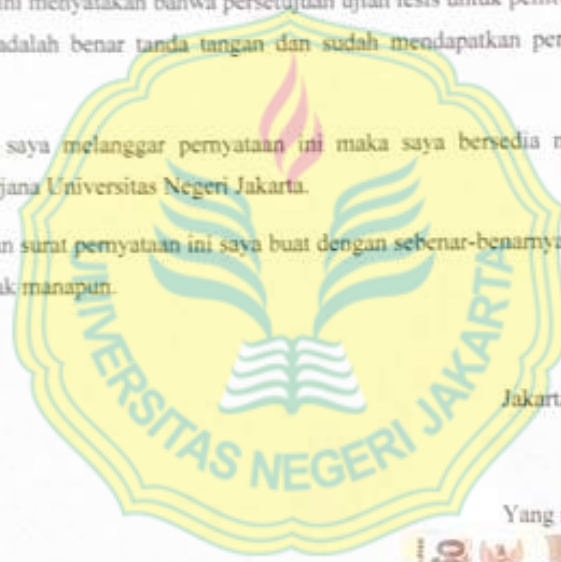 ini menyatakan bahwa persetujuan ujian tesis untuk
adalah benar tanda tangan dan sudah mendapatkan
saya melanggar pernyataan ini maka saya bersedia
jana Universitas Negeri Jakarta.
surat pernyataan ini saya buat dengan sebenar-benarnya
manapun.
UNIVERSITAS NEGERI JAKARTA
Jakarta
Yang